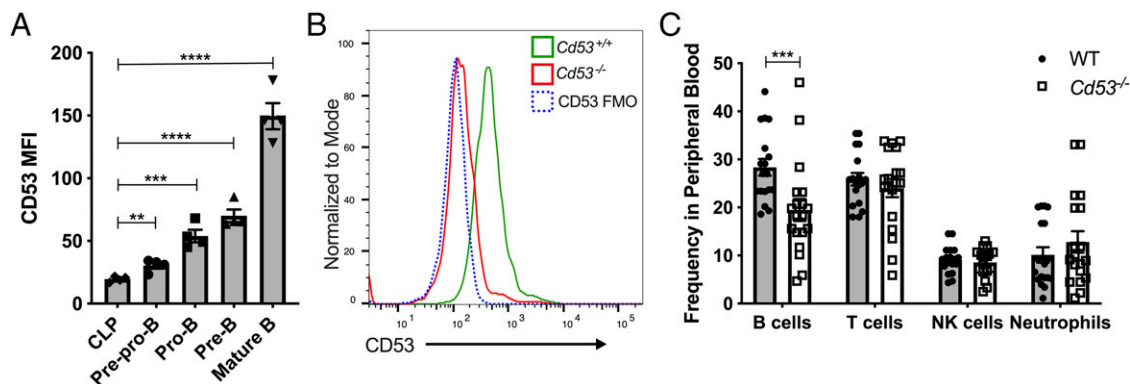 A
CD53 MFI
200
150
100
50
0
**
***
****
****
CLP
Pre-pro-B
Pro-B
Pre-B
Mature B
B
Normalized to Mode
100
80
60
40
20
0
Cd53+/+
Cd53-/-
CD53 FMO
10¹ 10² 10³ 10⁴ 10⁵
CD53
C
Frequency in Peripheral Blood
50
40
30
20
10
0
***
WT
Cd53-/-
B cells T cells NK cells Neutrophils